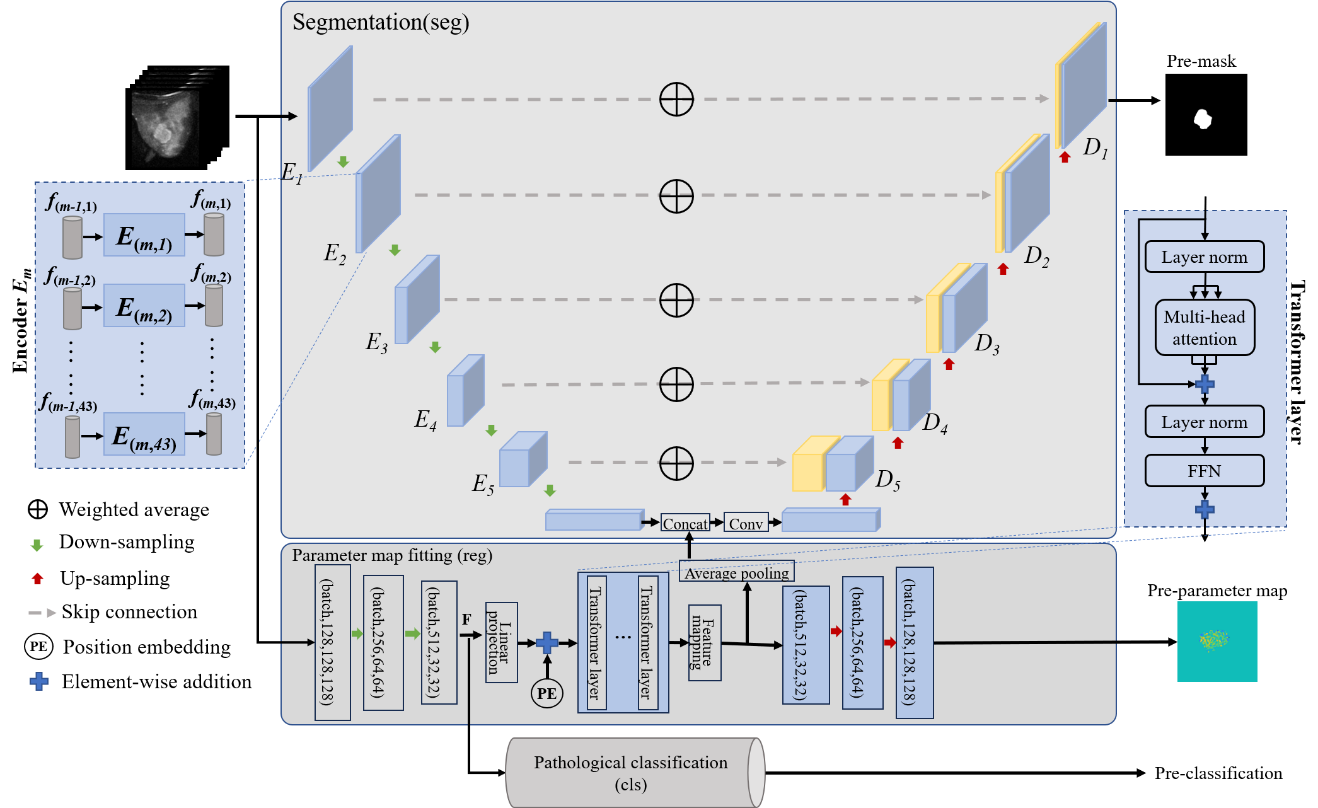 Segmentation(seg)
Pre-mask
E1
E2
E3
E4
E5
D1
D2
D3
D4
D5
Concat
Conv
Encoder Em
f(m-1,1)
E(m,1)
f(m,1)
f(m-1,2)
E(m,2)
f(m,2)
f(m-1,43)
E(m,43)
f(m,43)
Transformer layer
Layer norm
Multi-head
attention
Layer norm
FFN
Weighted average
Down-sampling
Up-sampling
Skip connection
PE
Position embedding
Element-wise addition
Parameter map fitting (reg)
Average pooling
(batch,128,128,128)
(batch,256,64,64)
(batch,512,32,32)
F
Linear
projection
PE
Transformer layer
...
Transformer layer
Feature
mapping
(batch,512,32,32)
(batch,256,64,64)
(batch,128,128,128)
Pre-parameter map
Pathological classification
(cls)
Pre-classification